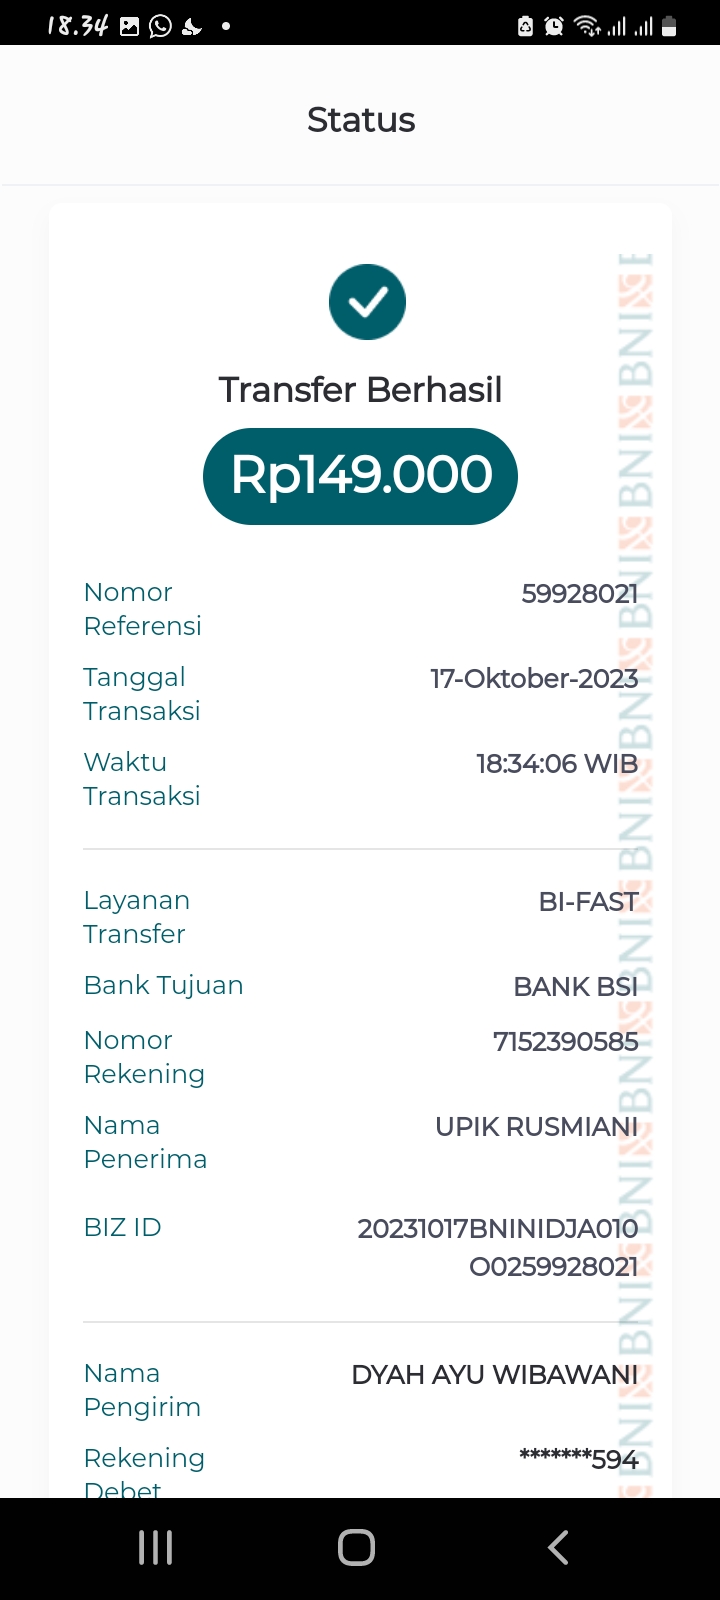 18.34
Status
Transfer Berhasil
Rp149.000
Nomor
Referensi
59928021
Tanggal
Transaksi
17-Oktober-2023
Waktu
Transaksi
18:34:06 WIB
Layanan
Transfer
BI-FAST
Bank Tujuan
BANK BSI
Nomor
Rekening
7152390585
Nama
Penerima
UPIK RUSMIANI
BIZ ID
20231017BNINIDJA010
O0259928021
Nama
Pengirim
DYAH AYU WIBAWANI
Rekening
Debet
*******594
BNI BNI BNI BNI BNI BNI BNI BNI BNI BNI